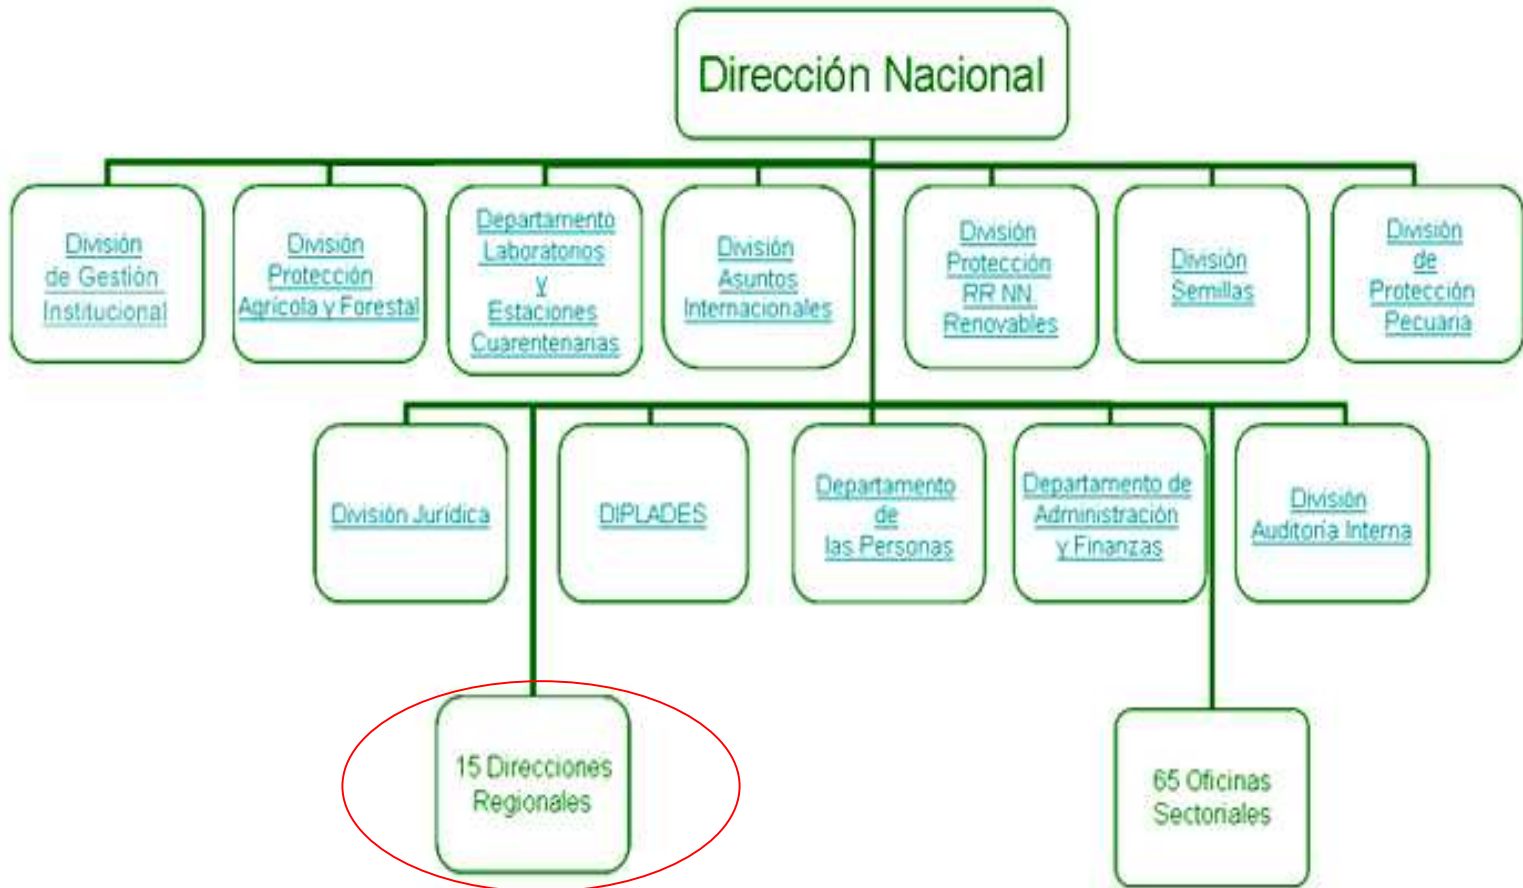 Dirección Nacional
División
de Gestión
Institucional
División
Protección
Agrícola y Forestal
Departamento
Laboratorios
y
Estaciones
Cuarentenarias
División
Asuntos
Internacionales
División
Protección
RR NN.
Renovables
División
Semillas
División
de
Protección
Pecuaria
División Jurídica
DIPLADES
Departamento
de
las Personas
Departamento de
Administración
y Finanzas
División
Auditoría Interna
15 Direcciones
Regionales
65 Oficinas
Sectoriales